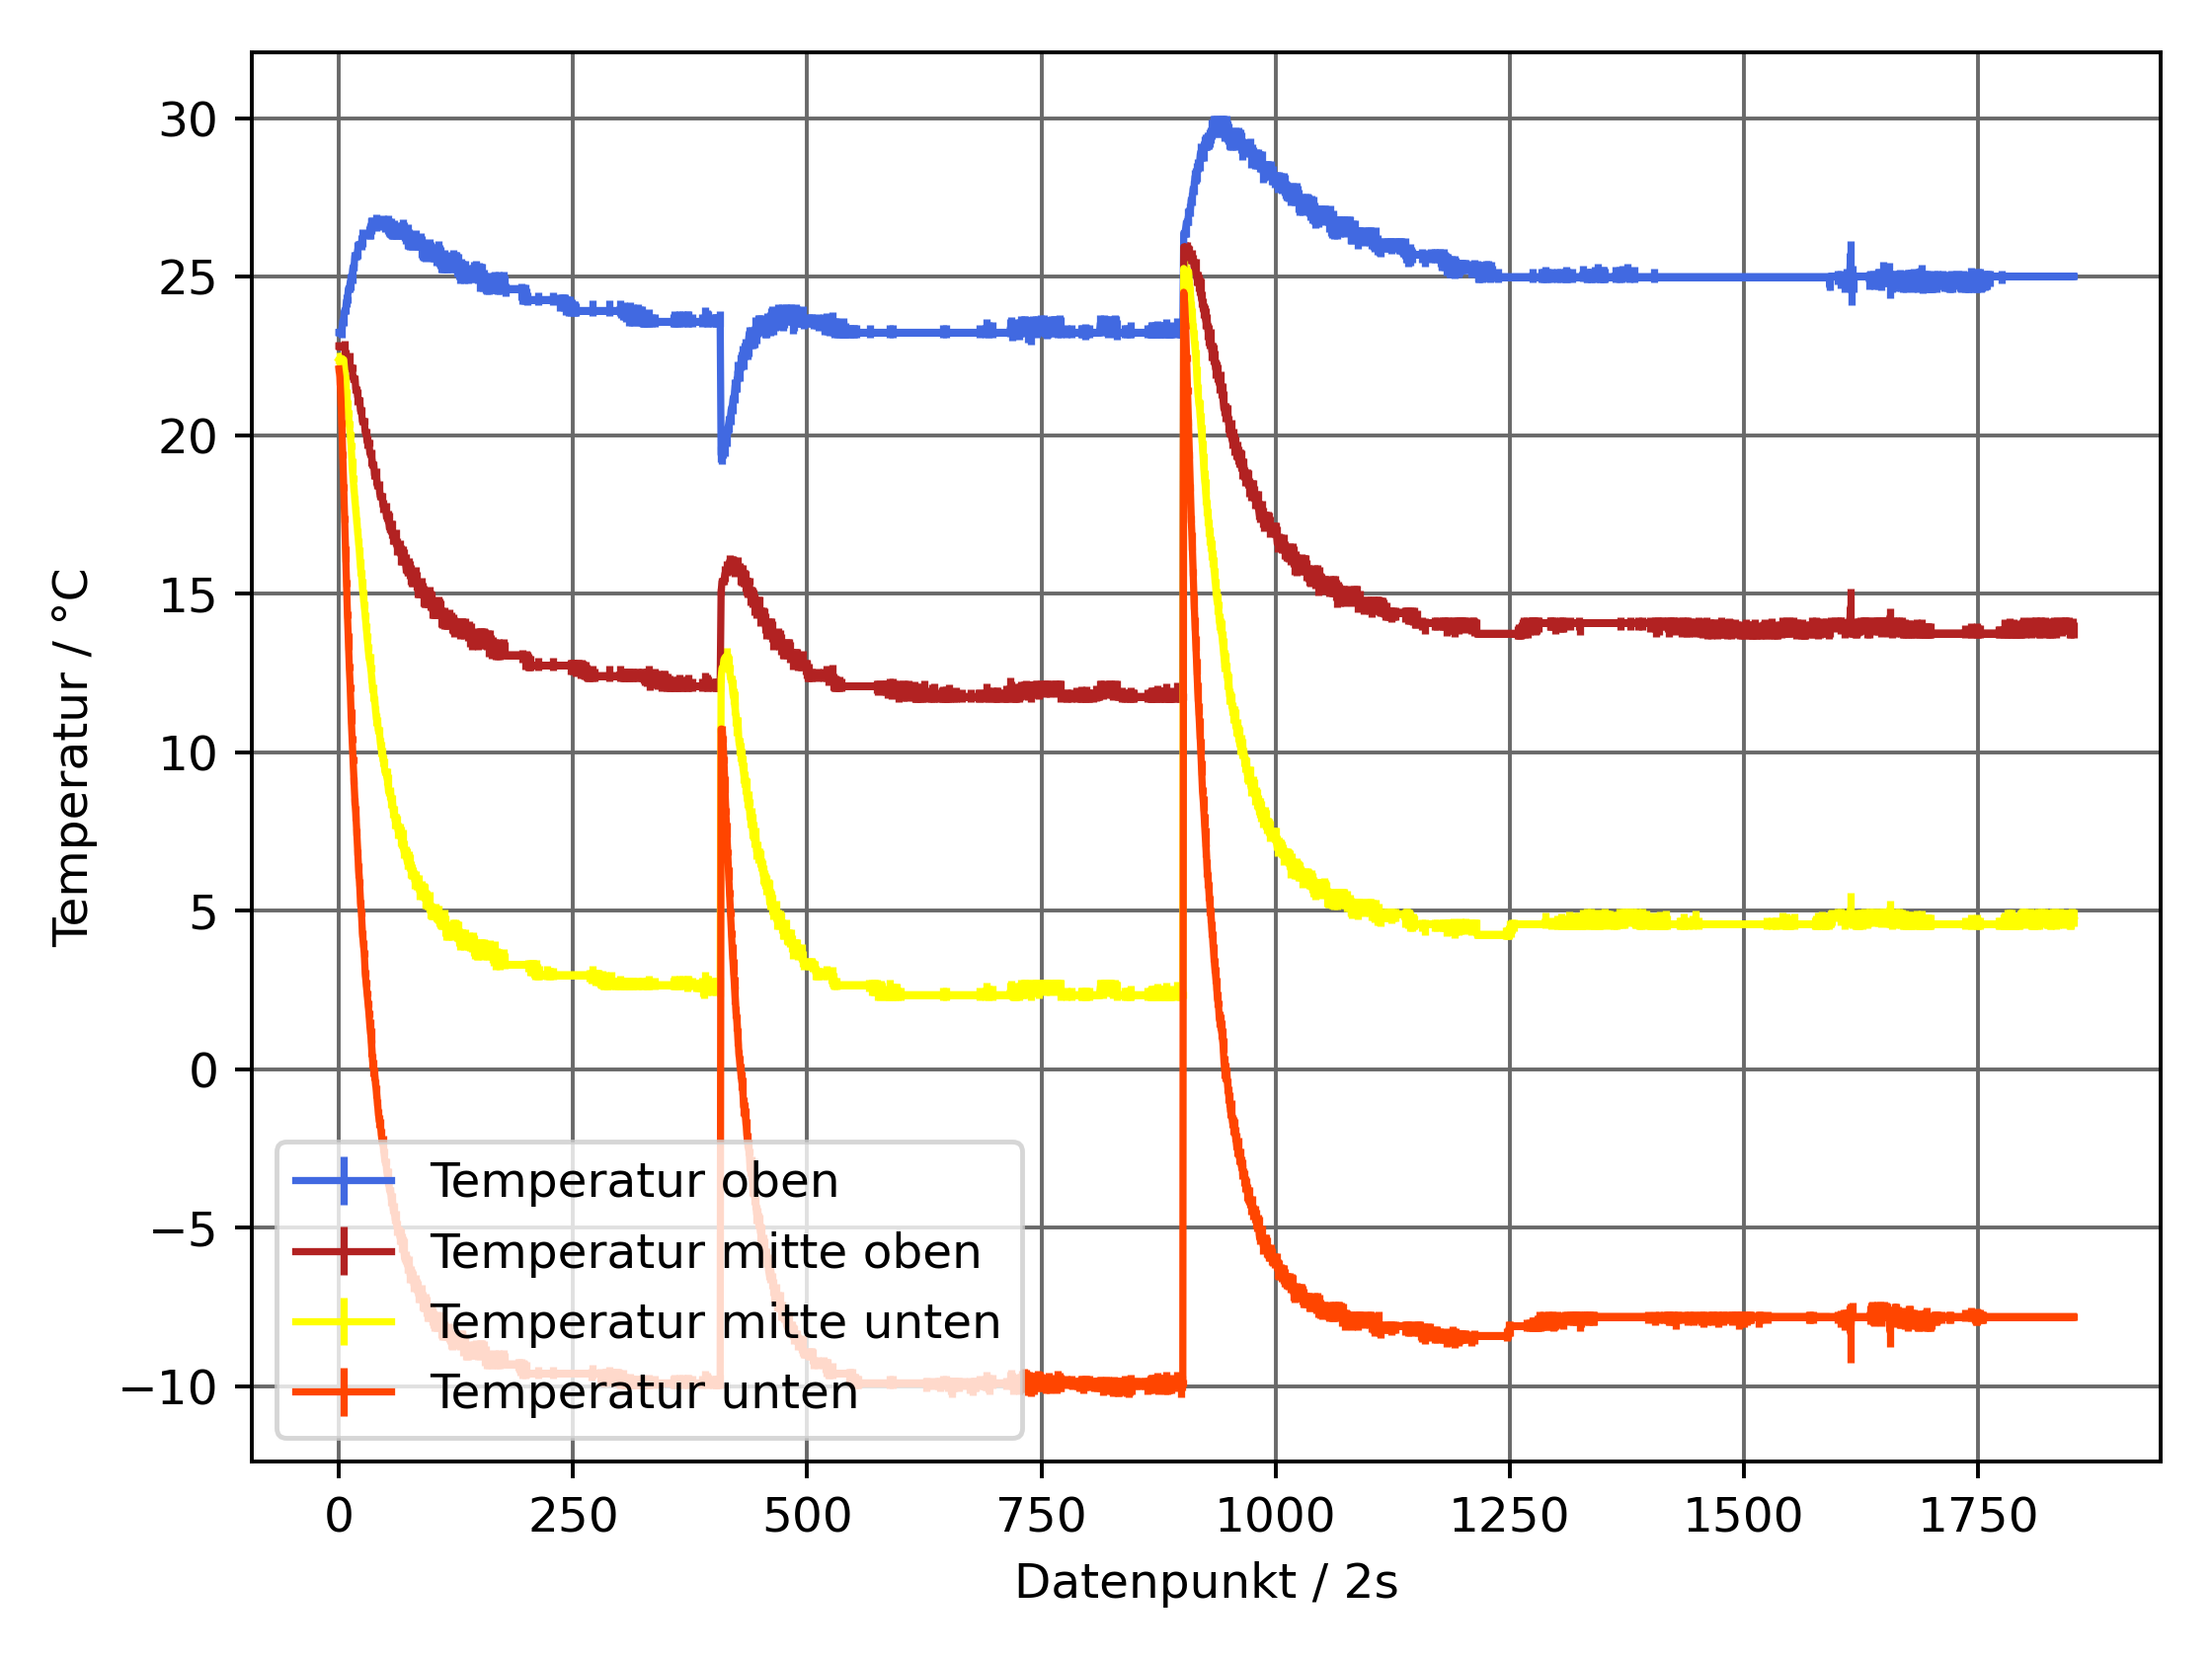 30
25
20
15
10
5
0
−5
−10
Temperatur / °C
Temperatur oben
Temperatur mitte oben
Temperatur mitte unten
Temperatur unten
0 250 500 750 1000 1250 1500 1750
Datenpunkt / 2s